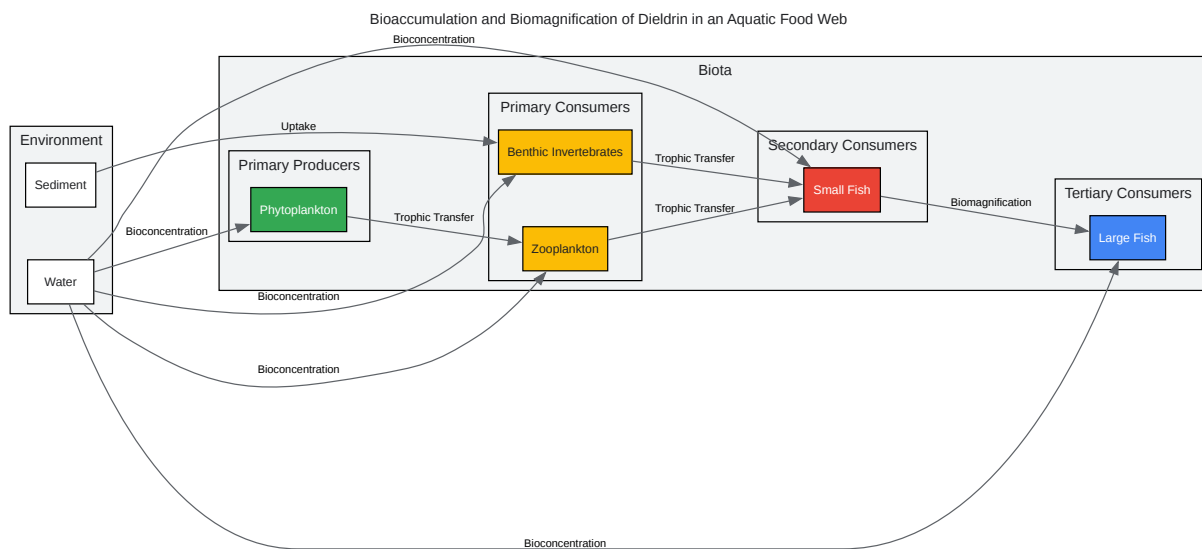 Bioaccumulation and Biomagnification of Dieldrin in an Aquatic Food Web
Bioconcentration
Biota
Primary Consumers
Environment
Uptake
Benthic Invertebrates
Secondary Consumers
Trophic Transfer
Primary Producers
Sediment
Small Fish
Tertiary Consumers
Phytoplankton
Biomagnification
Trophic Transfer
Trophic Transfer
Bioconcentration
Large Fish
Zooplankton
Water
Bioconcentration
Bioconcentration
Bioconcentration